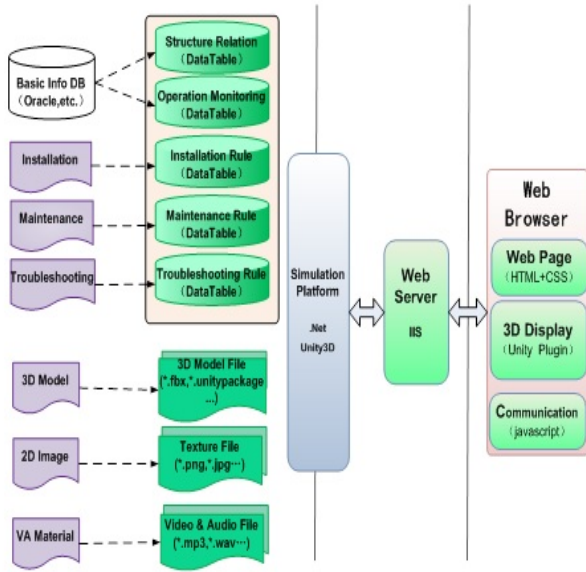 Structure Relation
(DataTable)
Basic Info DB
(Oracle,etc.)
Operation Monitoring
(DataTable)
Installation
Installation Rule
(DataTable)
Maintenance
Maintenance Rule
(DataTable)
Troubleshooting
Troubleshooting Rule
(DataTable)
3D Model
3D Model File
(*.fbx,*.unitypackage
...)
2D Image
Texture File
(*.png,*.jpg…)
VA Material
Video & Audio File
(*.mp3,*.wav…)
Simulation
Platform
.Net
Unity3D
Web
Server
IIS
Web
Browser
Web Page
(HTML+CSS)
3D Display
(Unity Plugin)
Communication
(javascript)